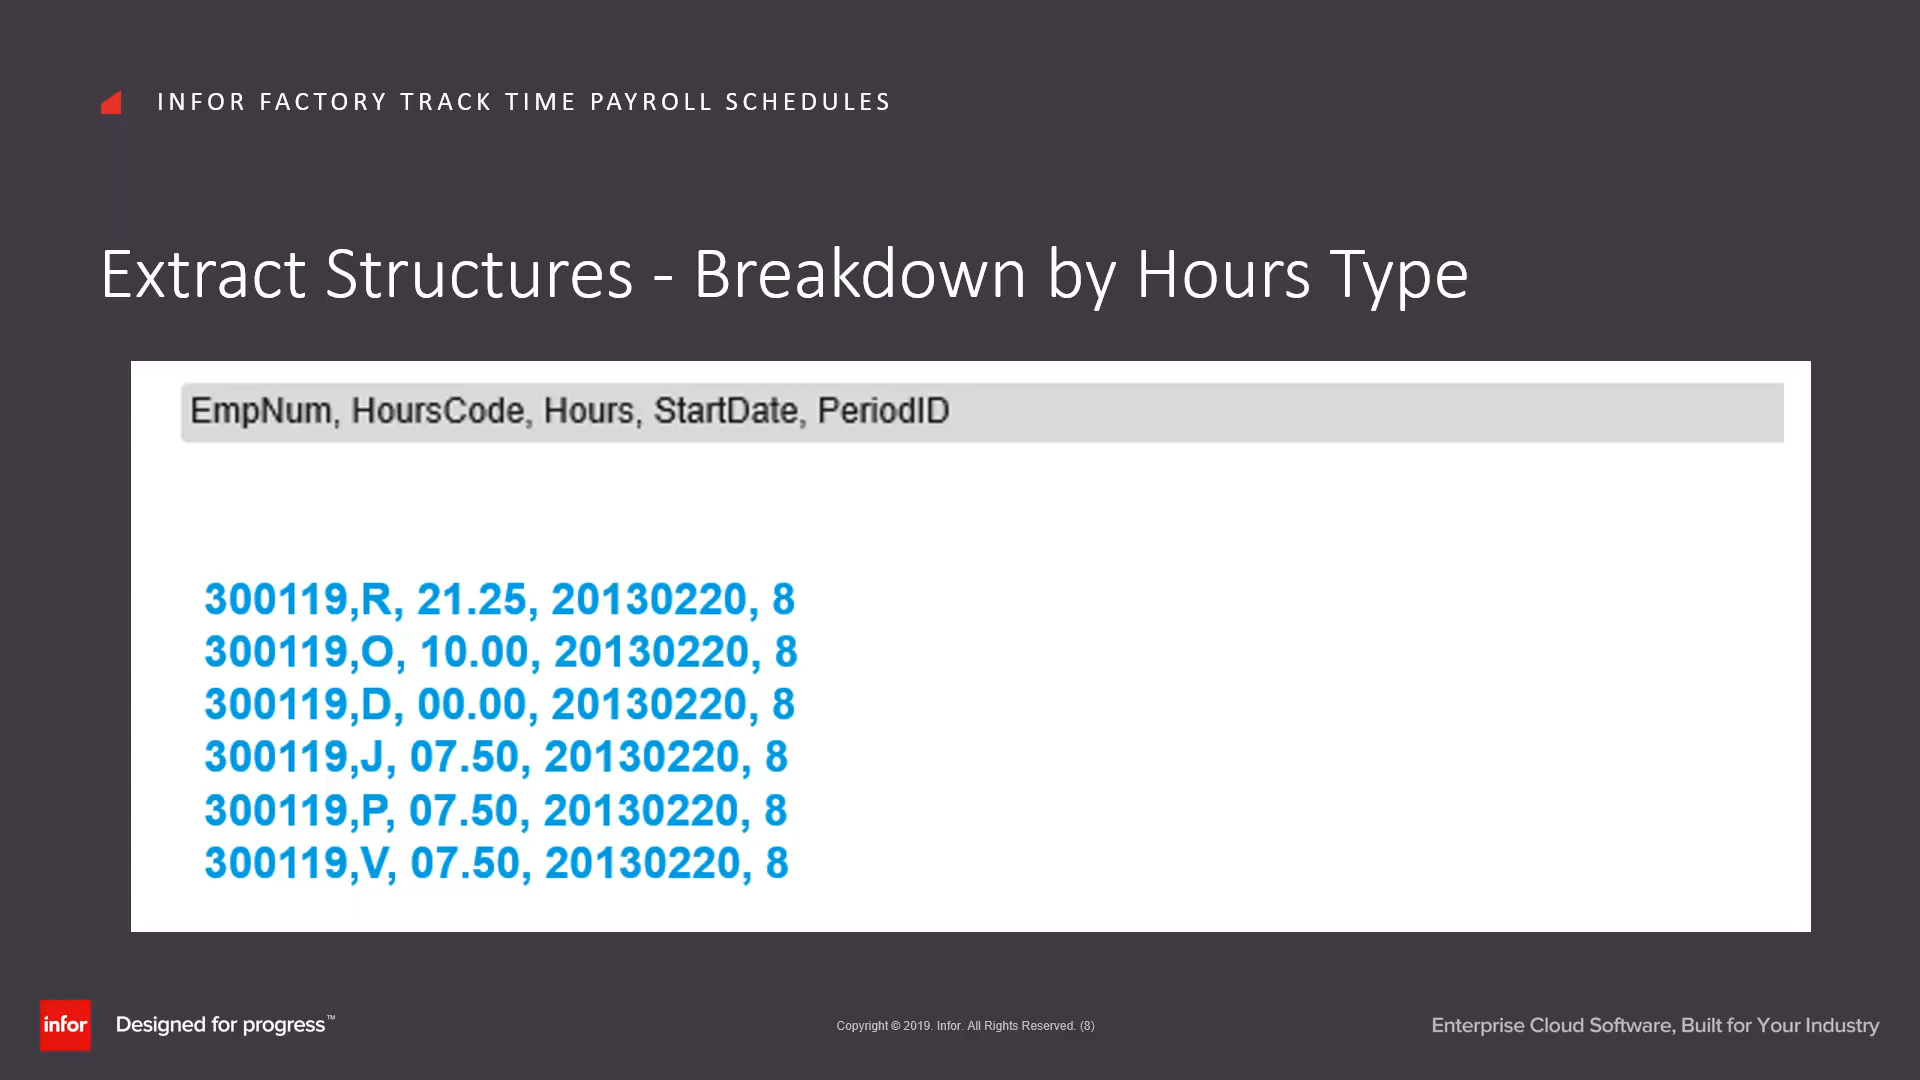 INFOR FACTORY TRACK TIME PAYROLL SCHEDULES
Extract Structures - Breakdown by Hours Type
EmpNum, HoursCode, Hours, StartDate, PeriodID
300119,R, 21.25, 20130220, 8
300119,O, 10.00, 20130220, 8
300119,D, 00.00, 20130220, 8
300119,J, 07.50, 20130220, 8
300119,P, 07.50, 20130220, 8
300119,V, 07.50, 20130220, 8
infor
Designed for progress™
Copyright © 2019. Infor. All Rights Reserved. (8)
Enterprise Cloud Software, Built for Your Industry